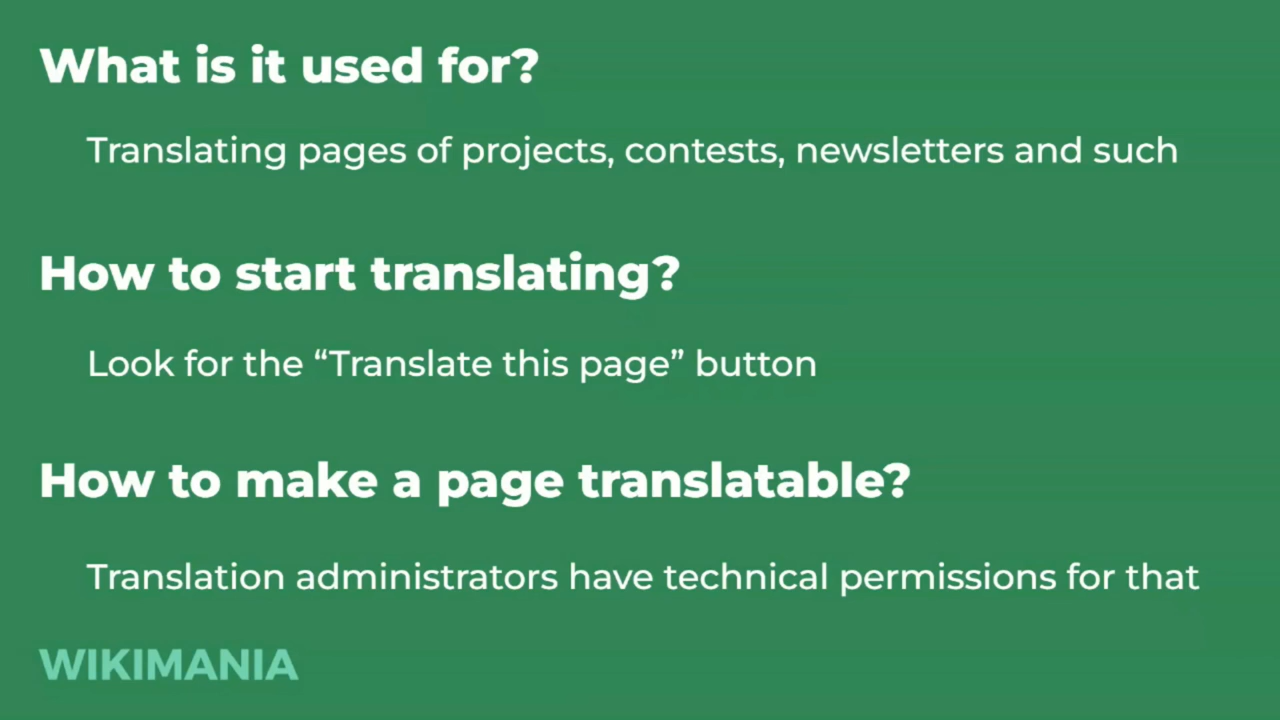 What is it used for?
Translating pages of projects, contests, newsletters and such
How to start translating?
Look for the “Translate this page” button
How to make a page translatable?
Translation administrators have technical permissions for that
WIKIMANIA